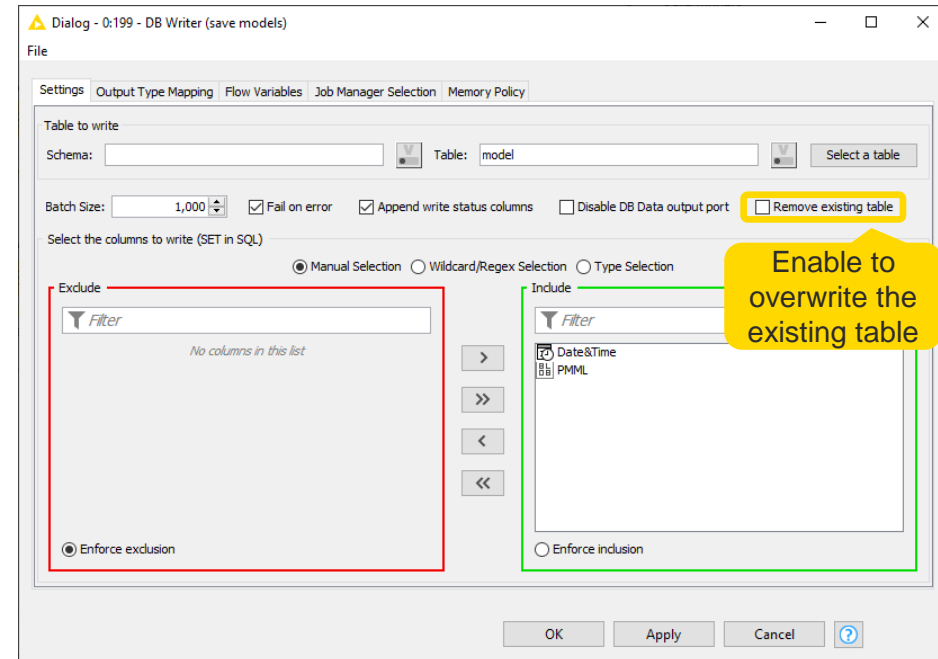 Dialog - 0:199 - DB Writer (save models)
File
Settings Output Type Mapping Flow Variables Job Manager Selection Memory Policy
Table to write
Schema: Table: model Select a table
Batch Size: 1,000 Fail on error Append write status columns Disable DB Data output port Remove existing table
Select the columns to write (SET in SQL)
Manual Selection Wildcard/Regex Selection Type Selection
Enable to
overwrite the
existing table
Exclude Include
Filter Filter
No columns in this list
Date&Time
PMML
Enforce exclusion Enforce inclusion
OK Apply Cancel